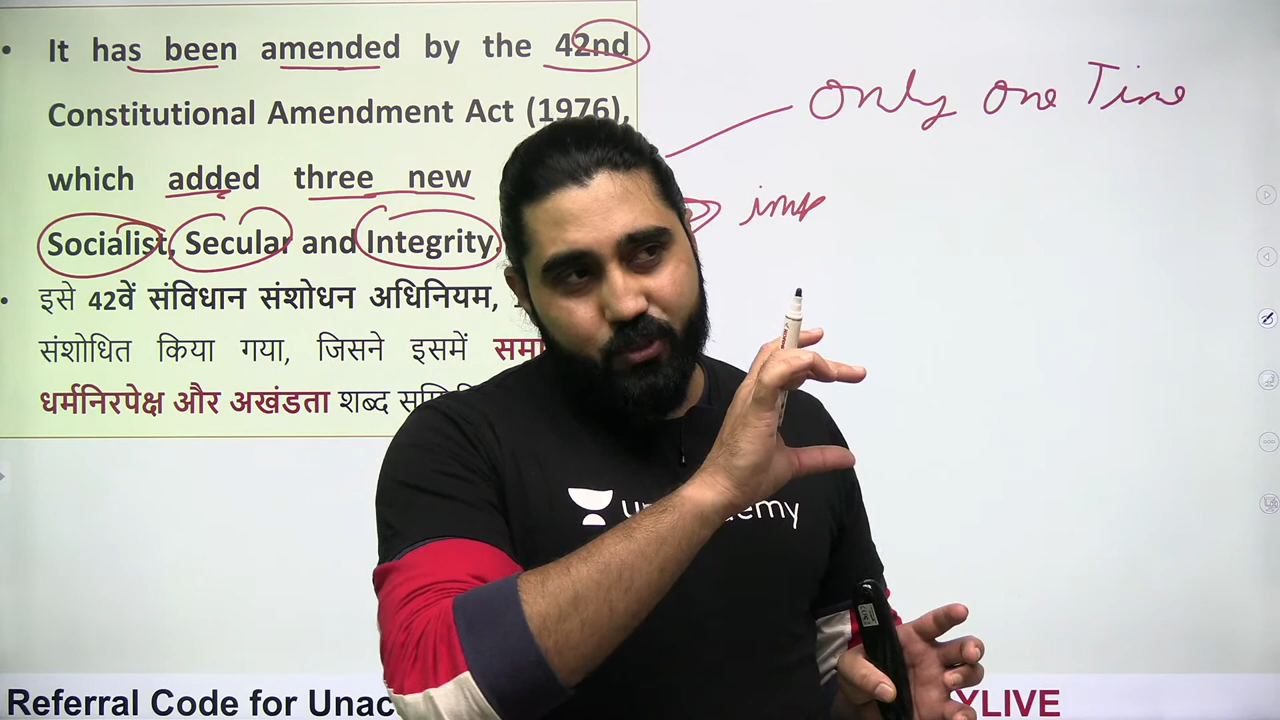 It has been amended by the 42nd
Constitutional Amendment Act (1976),
which added three new
Socialist, Secular and Integrity.
इसे 42वें संविधान संशोधन अधिनियम,
संशोधित किया गया, जिसने इसमें
धर्मनिरपेक्ष और अखंडता शब्द
Only one Time
imp
Referral Code for
YLIVE